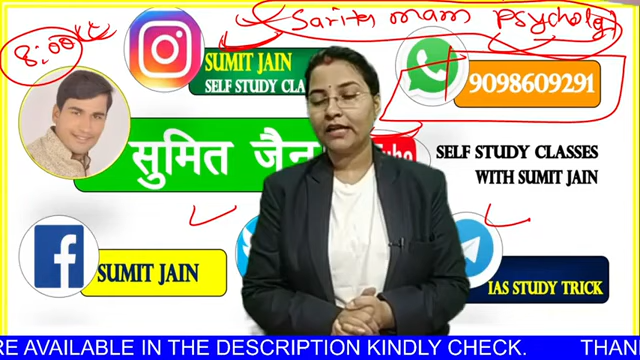 8:00
Sarita mam Psychology
SUMIT JAIN
SELF STUDY CLA
9098609291
सुमित जैन
SELF STUDY CLASSES
WITH SUMIT JAIN
SUMIT JAIN
IAS STUDY TRICK
RE AVAILABLE IN THE DESCRIPTION KINDLY CHECK. THAN